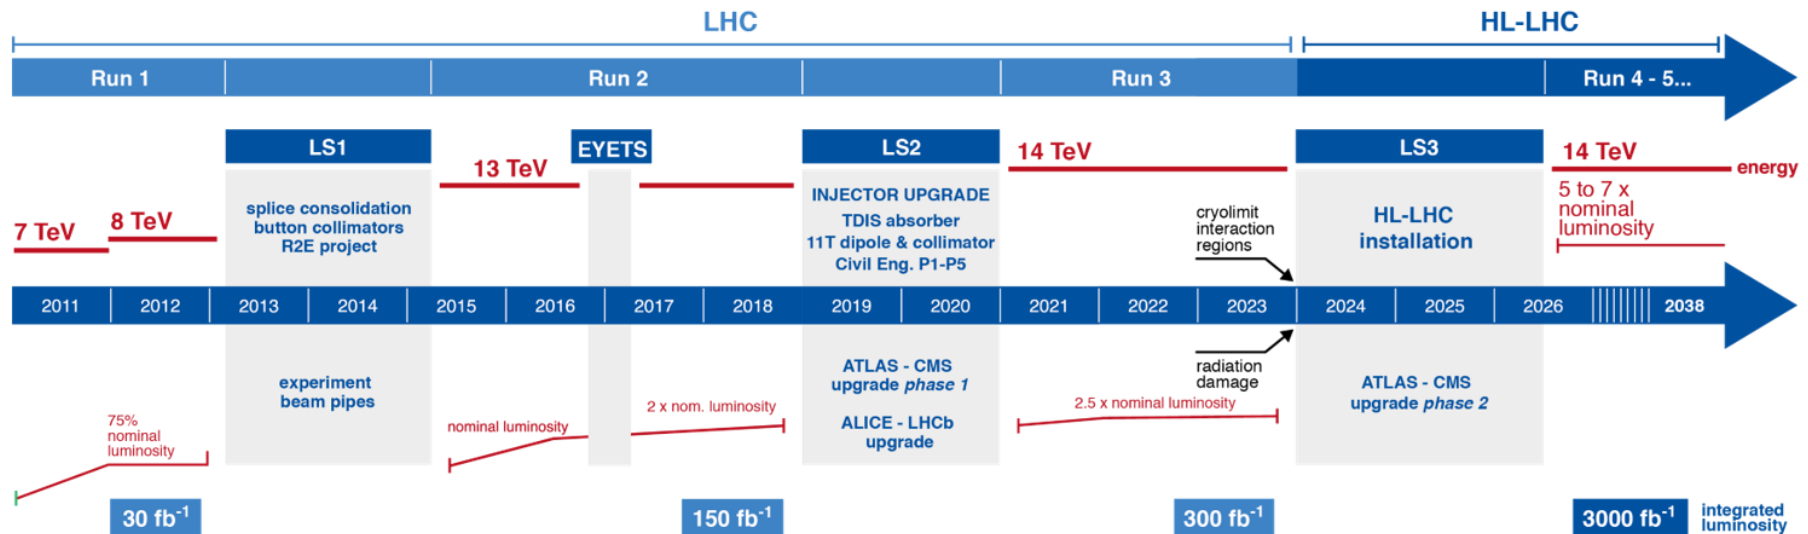 LHC
HL-LHC
Run 1
Run 2
Run 3
Run 4 - 5...
LS1
EYETS
LS2
LS3
7 TeV
8 TeV
13 TeV
14 TeV
14 TeV
energy
splice consolidation
button collimators
R2E project
INJECTOR UPGRADE
TDIS absorber
11T dipole & collimator
Civil Eng. P1-P5
cryolimit
interaction
regions
HL-LHC
installation
5 to 7 x
nominal
luminosity
2011 2012 2013 2014 2015 2016 2017 2018 2019 2020 2021 2022 2023 2024 2025 2026 2038
experiment
beam pipes
ATLAS - CMS
upgrade phase 1
ALICE - LHCb
upgrade
radiation
damage
ATLAS - CMS
upgrade phase 2
75%
nominal
luminosity
nominal luminosity
2 x nom. luminosity
2.5 x nominal luminosity
30 fb⁻¹
150 fb⁻¹
300 fb⁻¹
3000 fb⁻¹
integrated
luminosity